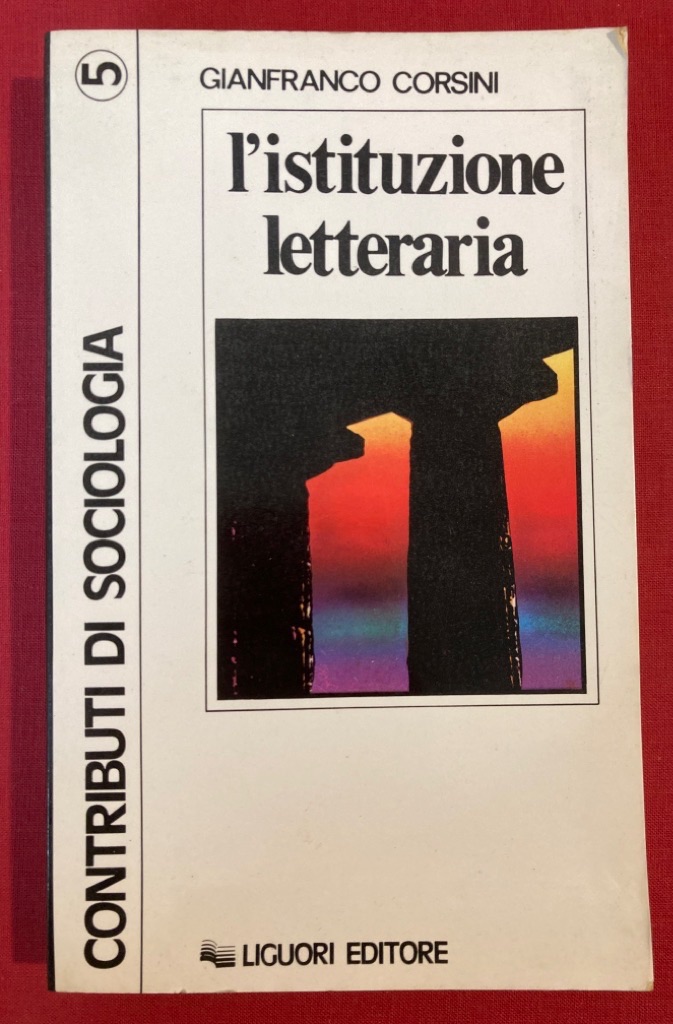 5
GIANFRANCO CORSINI
l'istituzione
letteraria
CONTRIBUTI DI SOCIOLOGIA
LIGUORI EDITORE